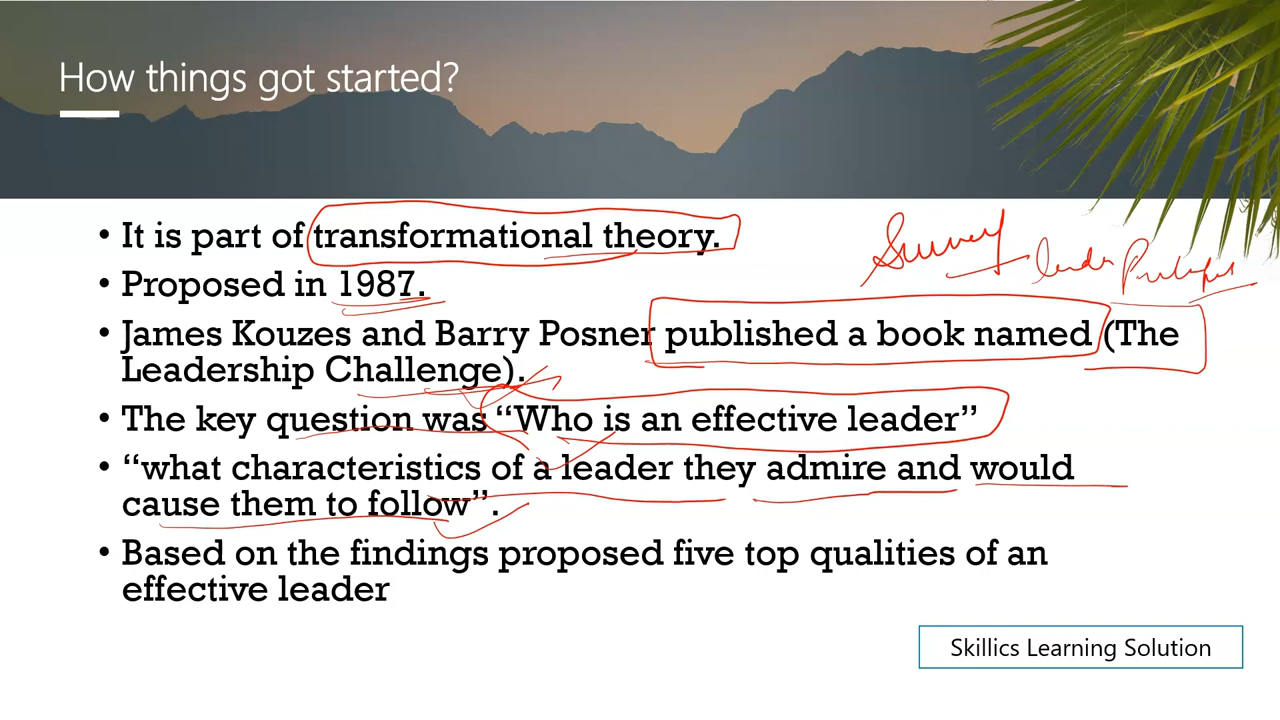 How things got started?
• It is part of transformational theory.
Survey leader
• Proposed in 1987.
• James Kouzes and Barry Posner published a book named (The
Leadership Challenge).
• The key question was “Who is an effective leader”
• “what characteristics of a leader they admire and would
cause them to follow”.
• Based on the findings proposed five top qualities of an
effective leader
Skillics Learning Solution